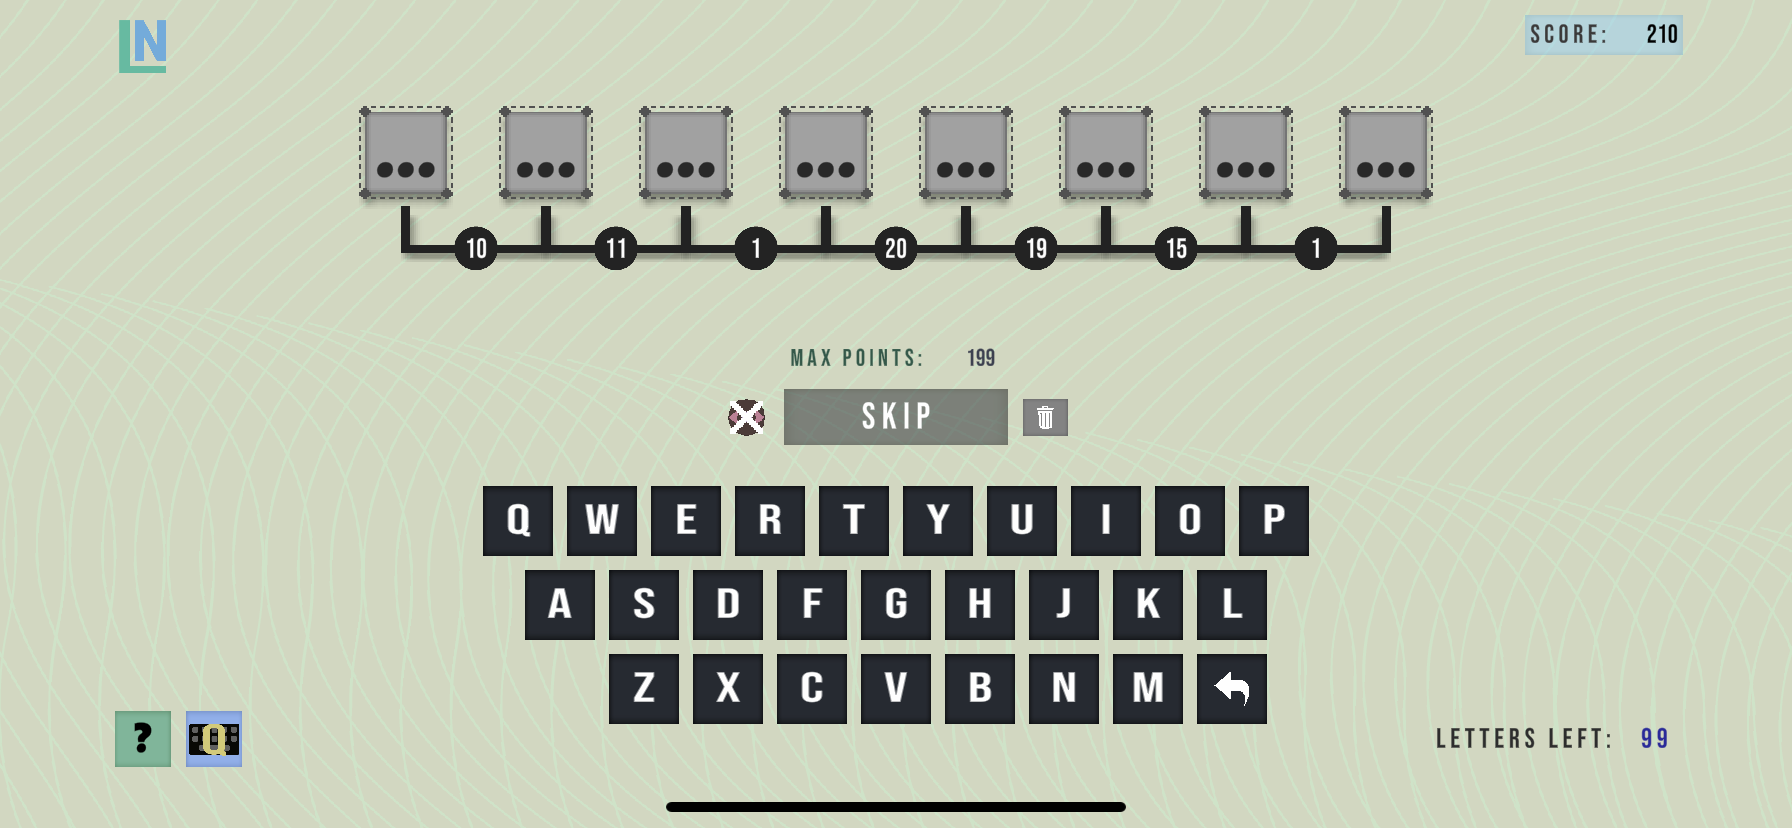 LN
SCORE: 210
10 11 1 20 19 15 1
MAX POINTS: 199
SKIP
Q W E R T Y U I O P
A S D F G H J K L
Z X C V B N M
? Q
LETTERS LEFT: 99